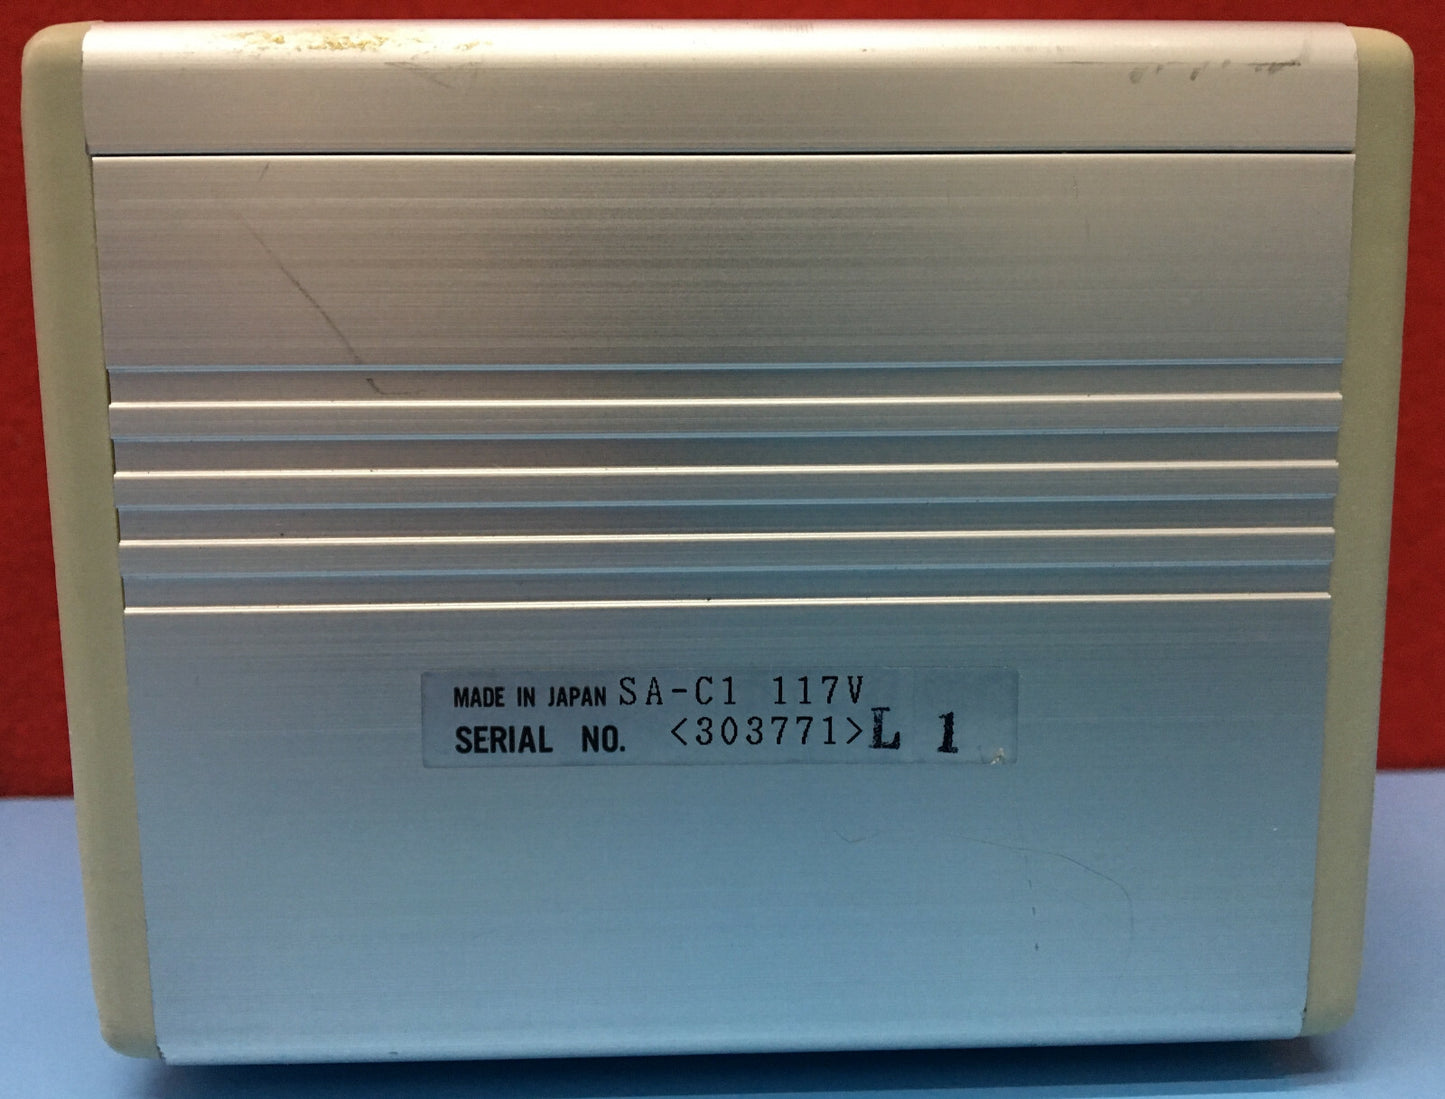 MADE IN JAPAN SA-C1 117V
SERIAL NO. <303771>L 1